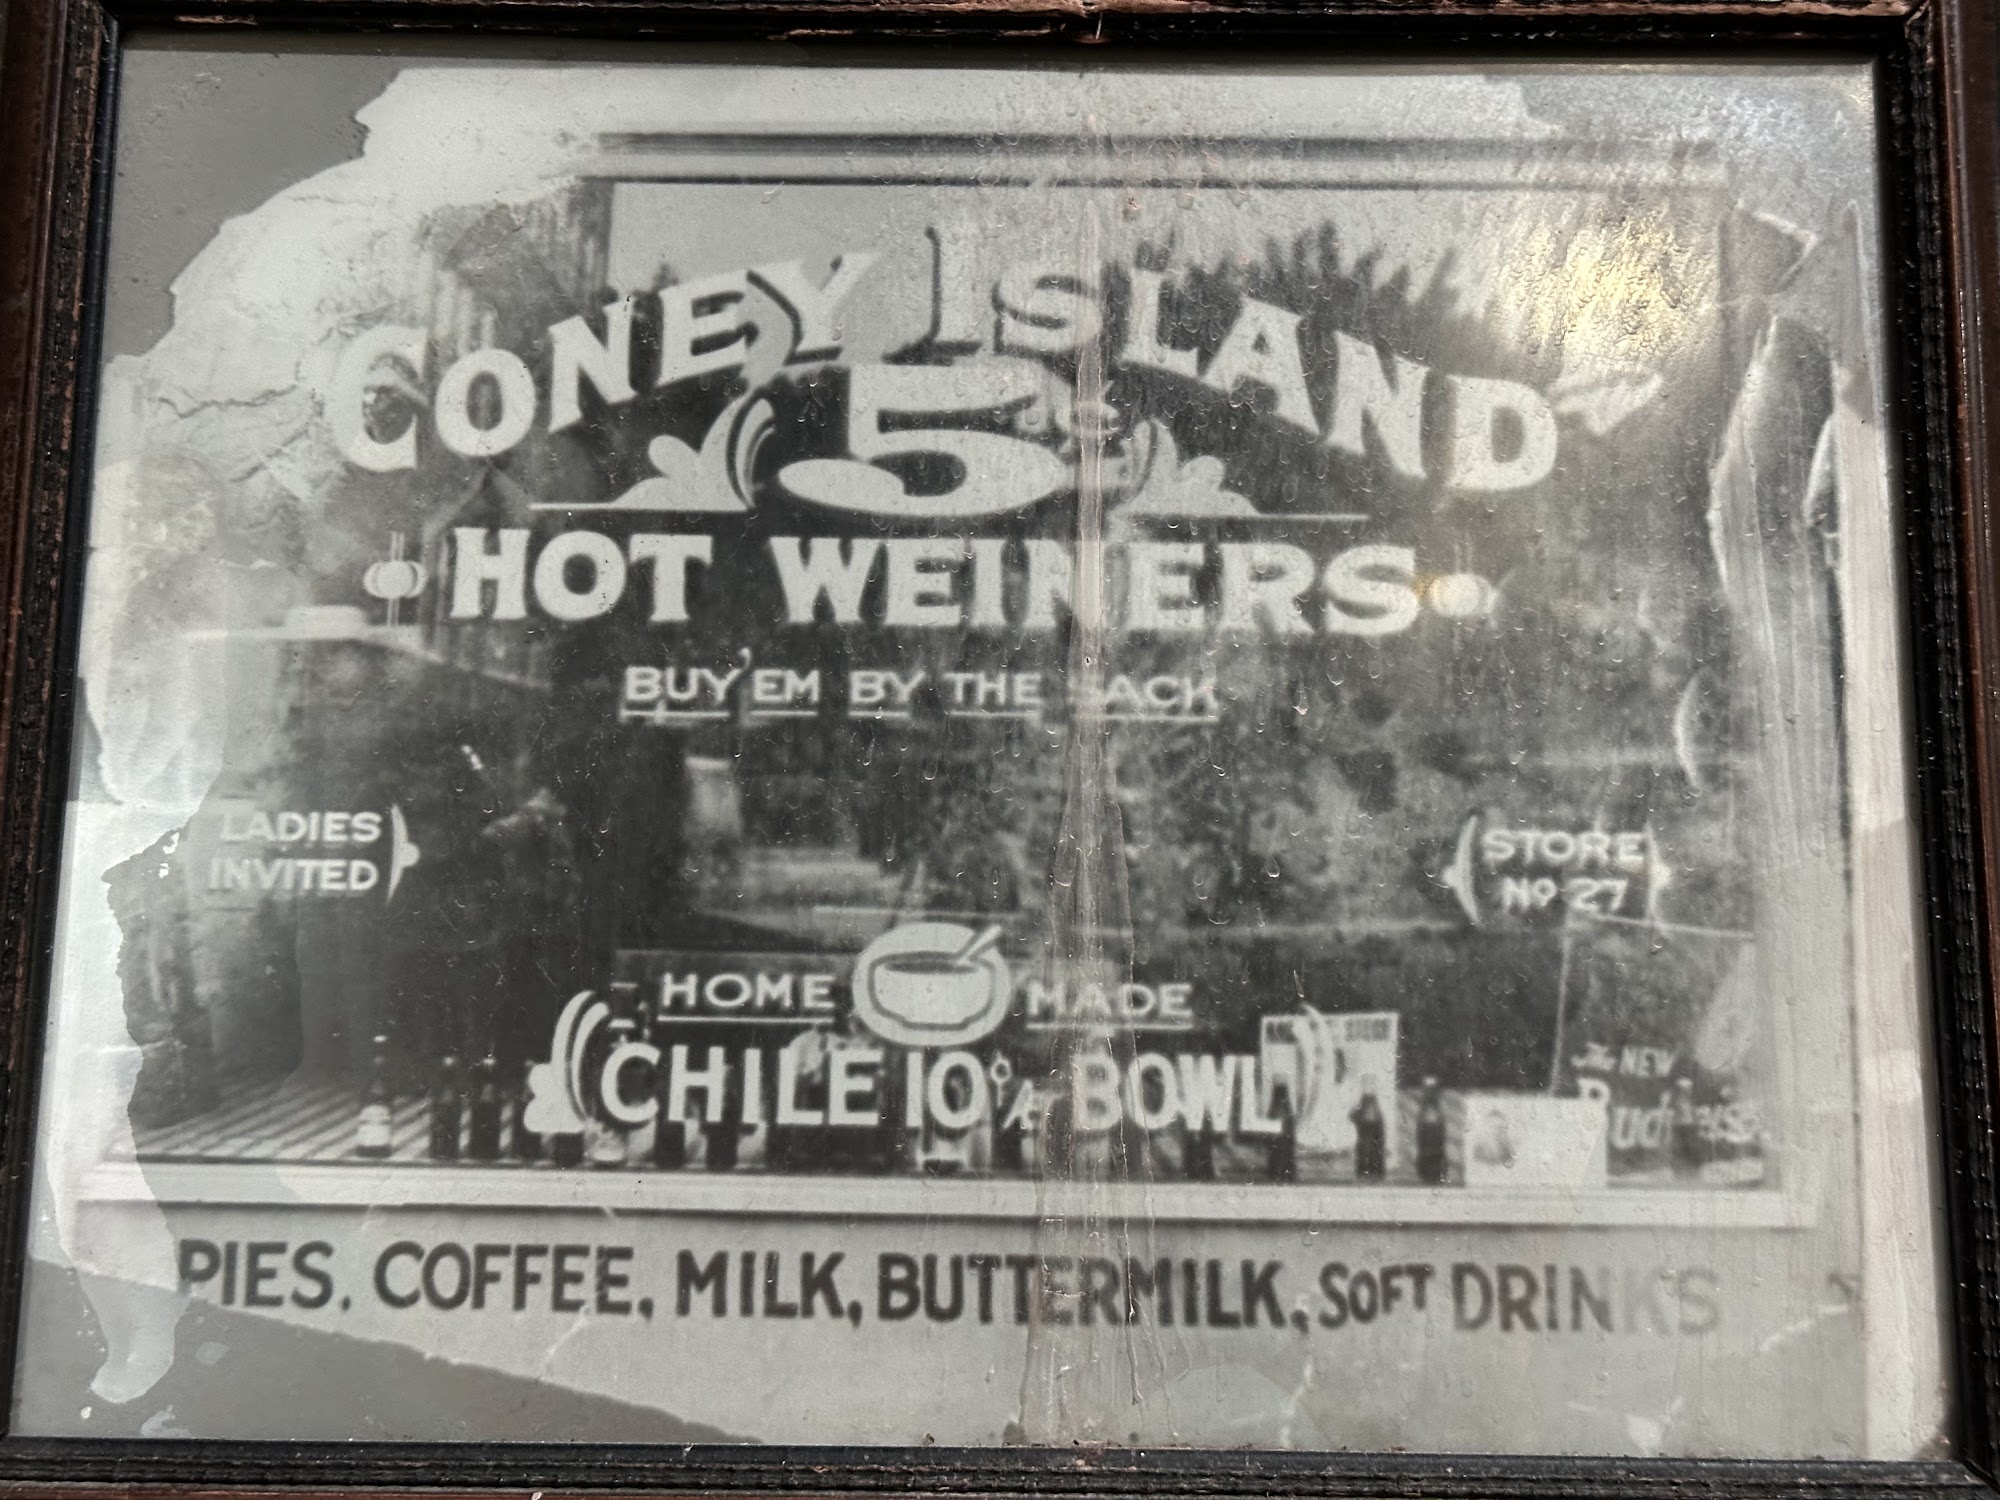 CONEY ISLAND
5¢
HOT WEINERS
BUY 'EM BY THE SACK
LADIES
INVITED
STORE
No 27
HOME MADE
CHILE 10¢ A BOWL
The NEW
Budweiser
PIES, COFFEE, MILK, BUTTERMILK, SOFT DRINKS